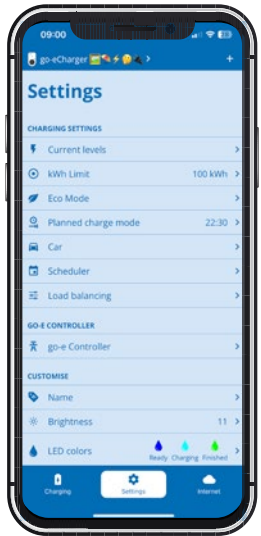 09:00
go-eCharger
Settings
CHARGING SETTINGS
Current levels
kWh Limit 100 kWh
Eco Mode
Planned charge mode 22:30
Car
Scheduler
Load balancing
GO-E CONTROLLER
go-e Controller
CUSTOMISE
Name
Brightness 11
LED colors
Ready Charging Finished
Charging Settings Internet